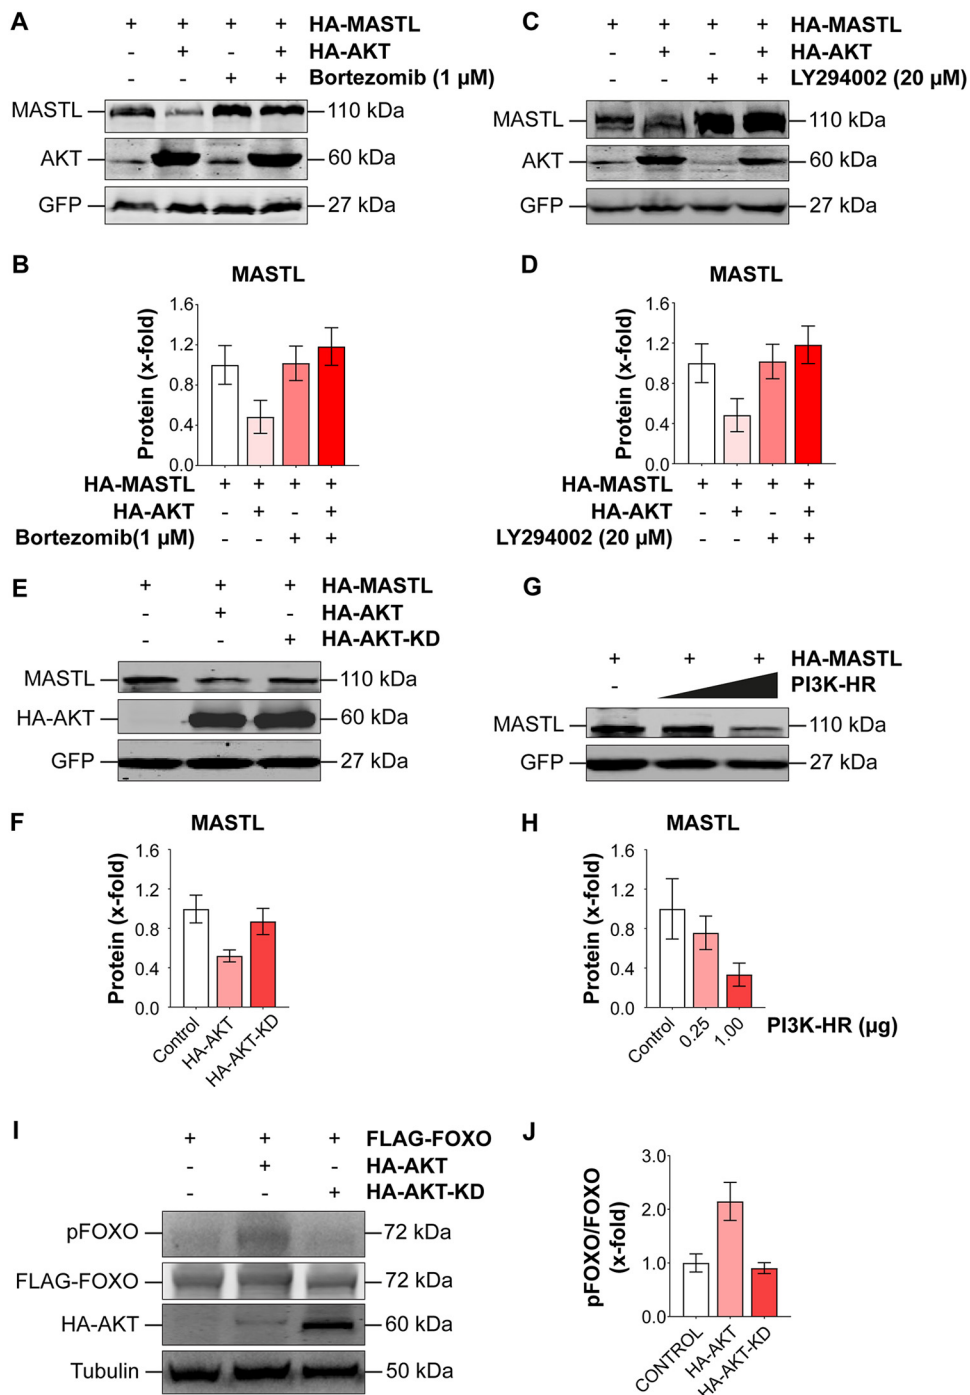 A
+ + + + HA-MASTL
- + - + HA-AKT
- - + + Bortezomib (1 µM)
MASTL 110 kDa
AKT 60 kDa
GFP 27 kDa
C
+ + + + HA-MASTL
- + - + HA-AKT
- - + + LY294002 (20 µM)
MASTL 110 kDa
AKT 60 kDa
GFP 27 kDa
B
MASTL
Protein (x-fold)
1.6
1.2
0.8
0.4
0.0
HA-MASTL + + + +
HA-AKT - + - +
Bortezomib(1 µM) - - + +
D
MASTL
Protein (x-fold)
1.6
1.2
0.8
0.4
0.0
HA-MASTL + + + +
HA-AKT - + - +
LY294002 (20 µM) - - + +
E
+ + + HA-MASTL
- + - HA-AKT
- - + HA-AKT-KD
MASTL 110 kDa
HA-AKT 60 kDa
GFP 27 kDa
G
+ + + HA-MASTL
- PI3K-HR
MASTL 110 kDa
GFP 27 kDa
F
MASTL
Protein (x-fold)
1.6
1.2
0.8
0.4
0.0
Control
HA-AKT
HA-AKT-KD
H
MASTL
Protein (x-fold)
1.6
1.2
0.8
0.4
0.0
Control
0.25
1.00
PI3K-HR (µg)
I
+ + + FLAG-FOXO
- + - HA-AKT
- - + HA-AKT-KD
pFOXO 72 kDa
FLAG-FOXO 72 kDa
HA-AKT 60 kDa
Tubulin 50 kDa
J
pFOXO/FOXO
(x-fold)
3.0
2.0
1.0
0.0
CONTROL
HA-AKT
HA-AKT-KD